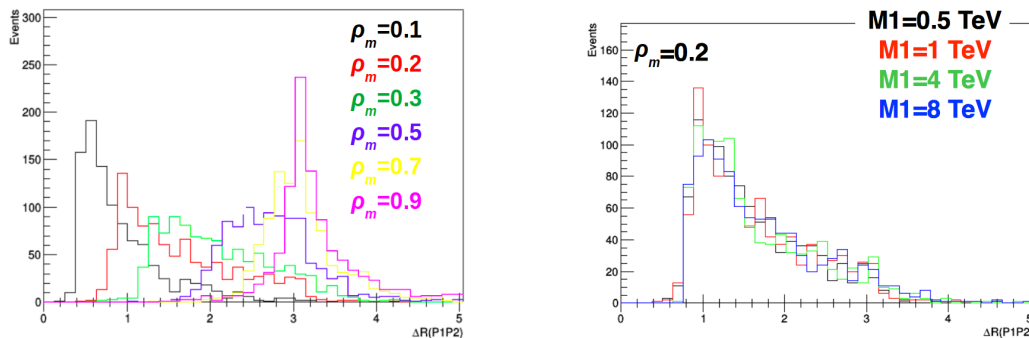 Events
300
250
200
150
100
50
0
ρm=0.1
ρm=0.2
ρm=0.3
ρm=0.5
ρm=0.7
ρm=0.9
0 1 2 3 4 5
ΔR(P1P2)
Events
160
140
120
100
80
60
40
20
0
ρm=0.2
M1=0.5 TeV
M1=1 TeV
M1=4 TeV
M1=8 TeV
0 1 2 3 4 5
ΔR(P1P2)